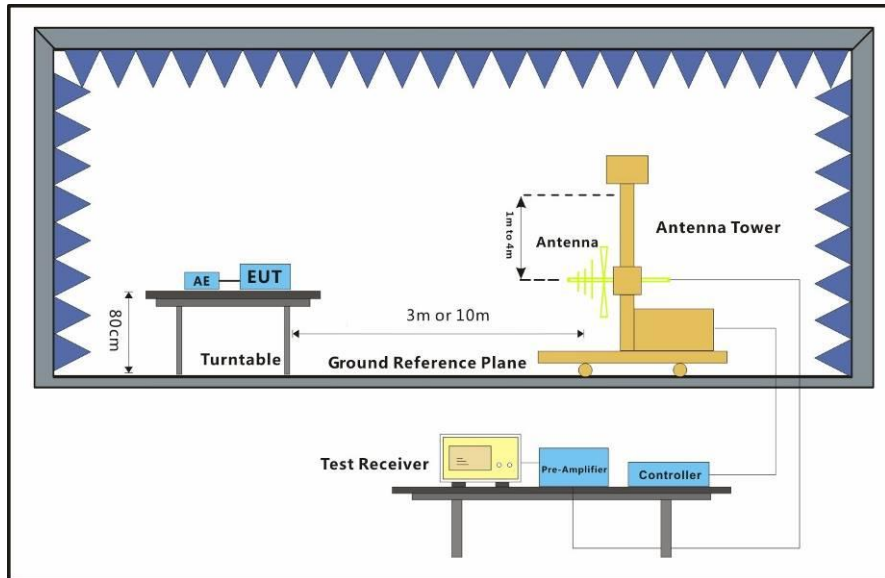 1m to 4m
Antenna
Antenna Tower
AE
EUT
80cm
3m or 10m
Turntable
Ground Reference Plane
Test Receiver
Pre-Amplifier
Controller